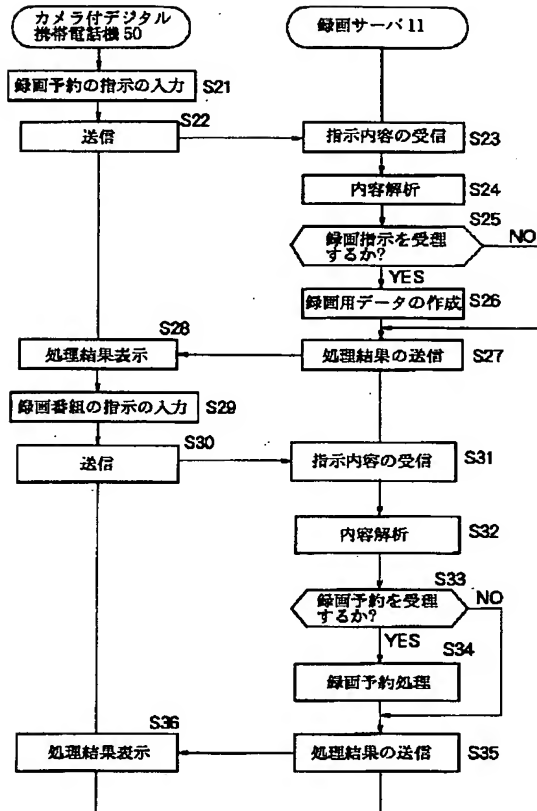 カメラ付デジタル
携帯電話機 50
録画サーバ 11
録画予約の指示の入力
S21
送信
S22
指示内容の受信
S23
内容解析
S24
録画指示を受理
するか?
S25
NO
YES
録画用データの作成
S26
処理結果表示
S28
処理結果の送信
S27
録画番組の指示の入力
S29
送信
S30
指示内容の受信
S31
内容解析
S32
録画予約を受理
するか?
S33
NO
YES
録画予約処理
S34
処理結果表示
S36
処理結果の送信
S35